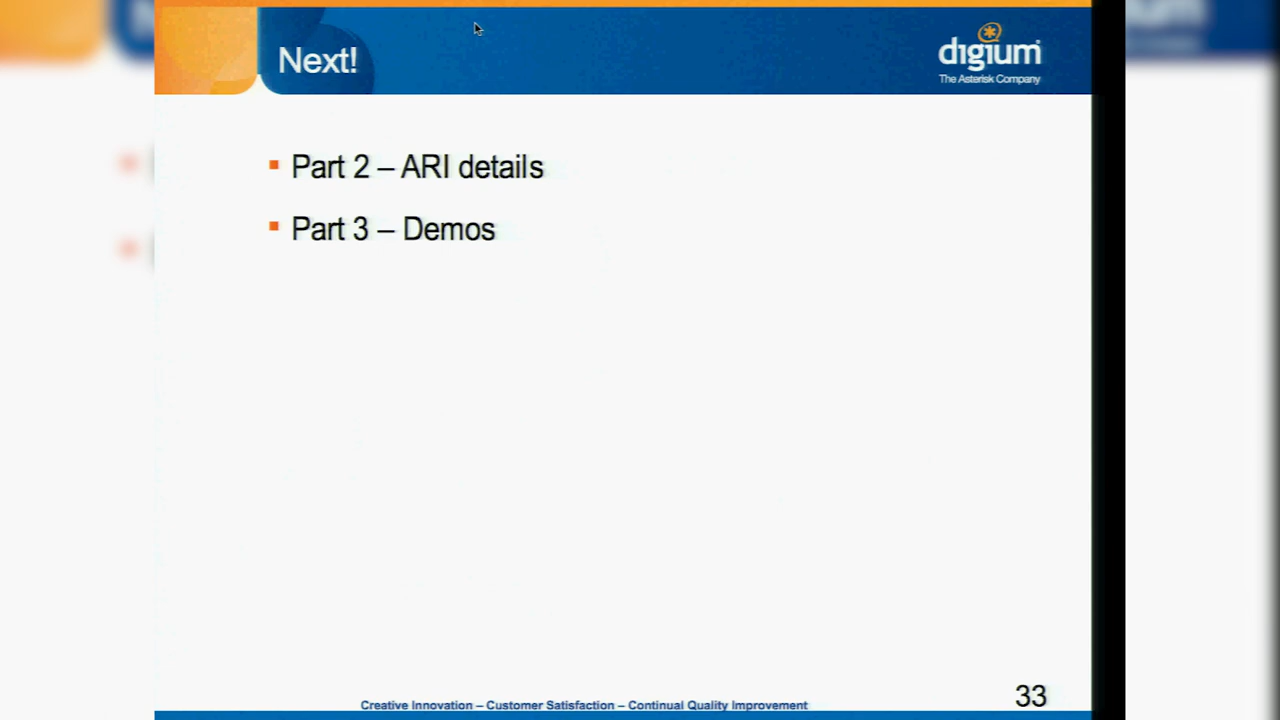 Next!
digium
The Asterisk Company
▪ Part 2 – ARI details
▪ Part 3 – Demos
Creative Innovation – Customer Satisfaction – Continual Quality Improvement
33